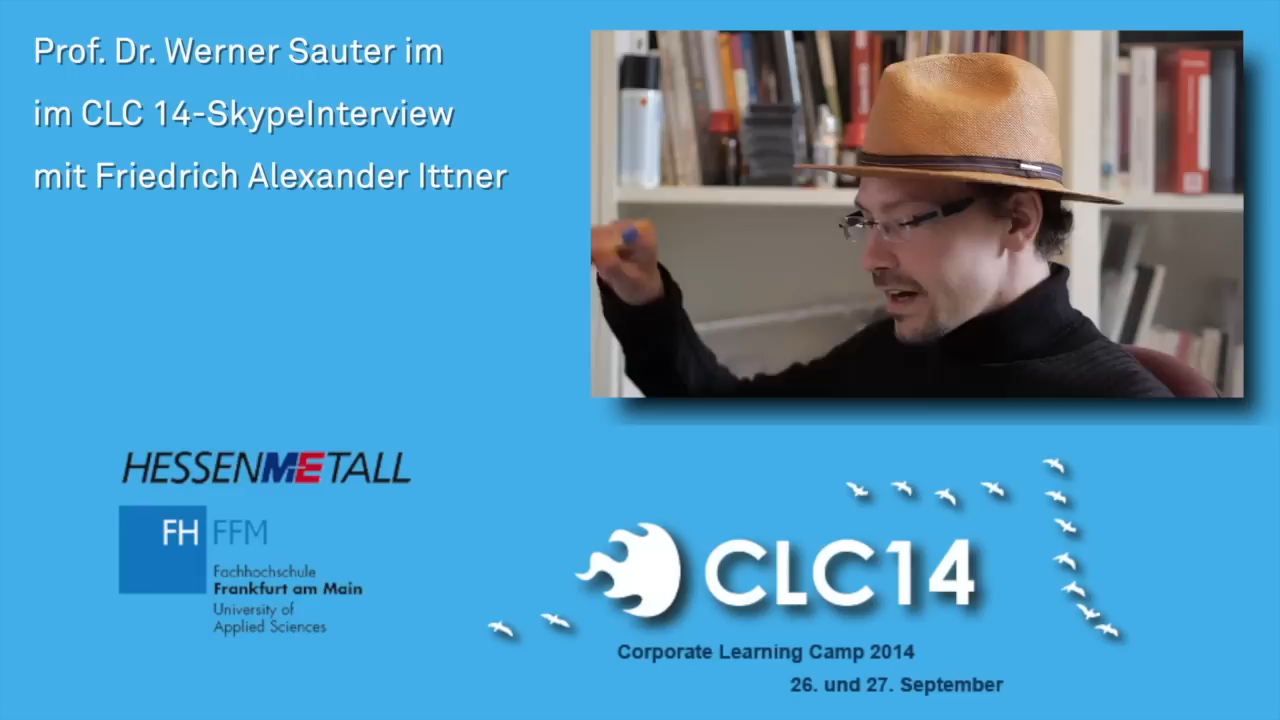 Prof. Dr. Werner Sauter im
im CLC 14-SkypeInterview
mit Friedrich Alexander Ittner
HESSENMETALL
FH FFM
Fachhochschule
Frankfurt am Main
University of
Applied Sciences
CLC14
Corporate Learning Camp 2014
26. und 27. September